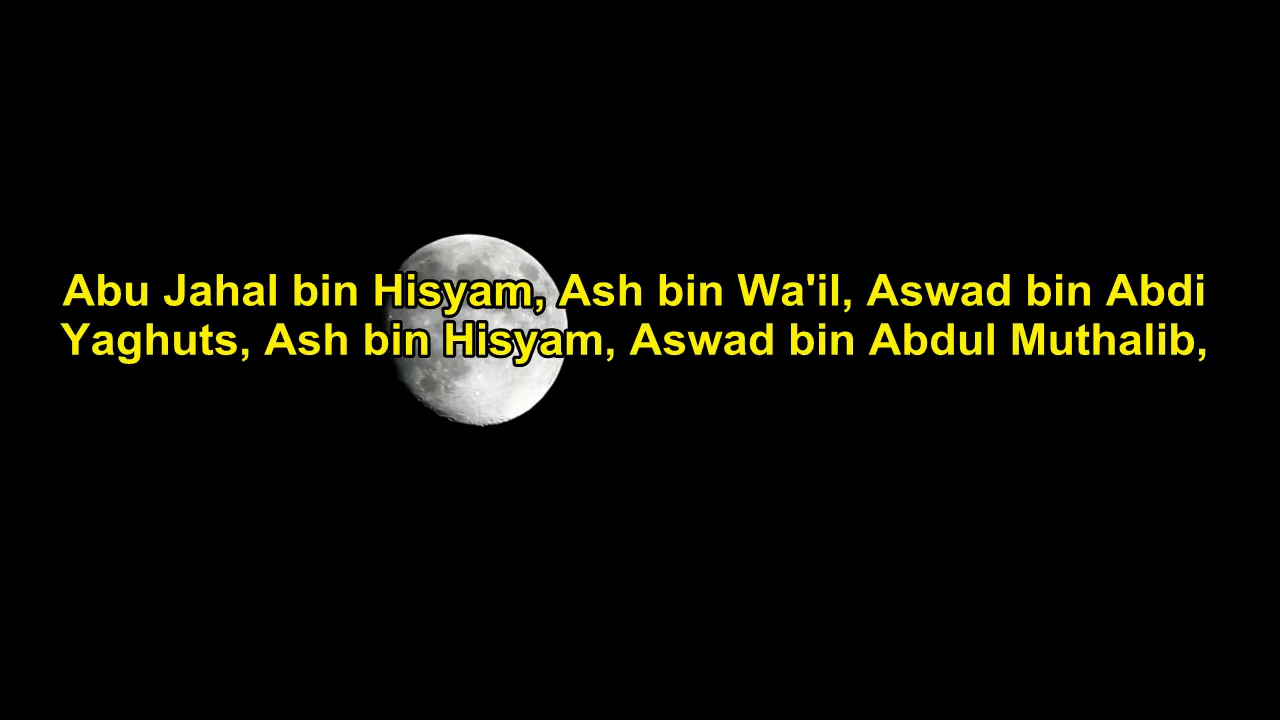 Abu Jahal bin Hisyam, Ash bin Wa'il, Aswad bin Abdi
Yaghuts, Ash bin Hisyam, Aswad bin Abdul Muthalib,